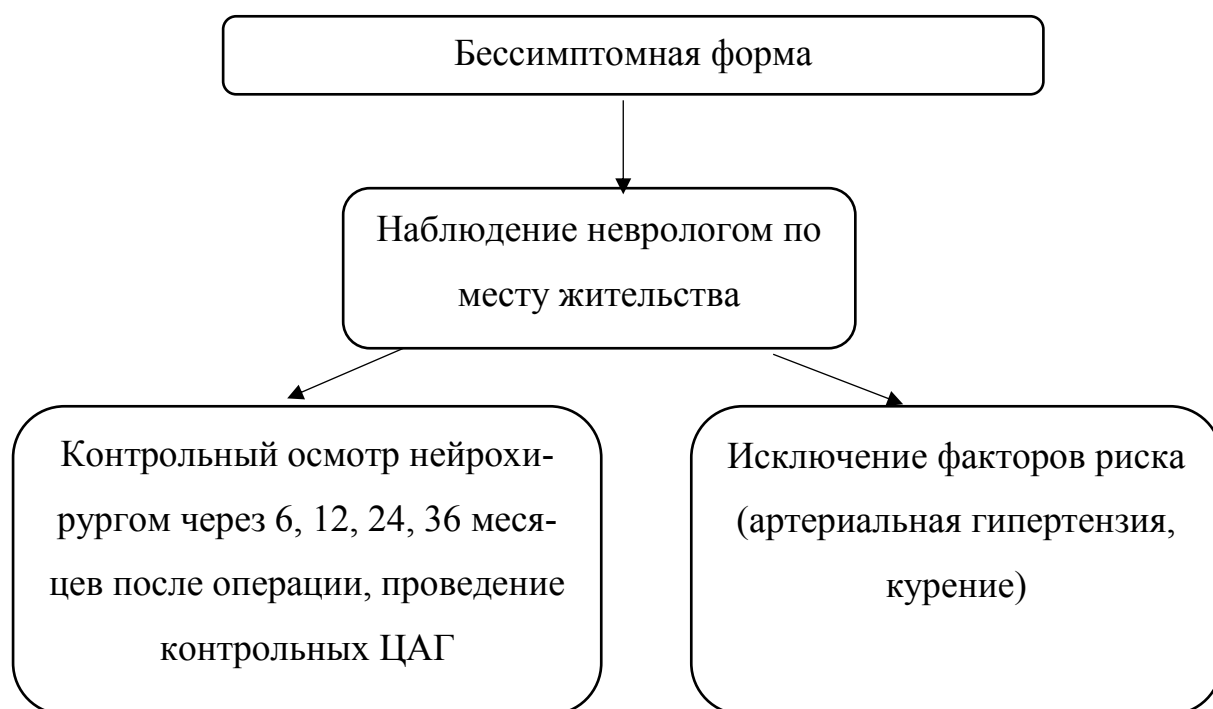 Бессимптомная форма
Наблюдение неврологом по
месту жительства
Контрольный осмотр нейрохи-
рургом через 6, 12, 24, 36 меся-
цев после операции, проведение
контрольных ЦАГ
Исключение факторов риска
(артериальная гипертензия,
курение)